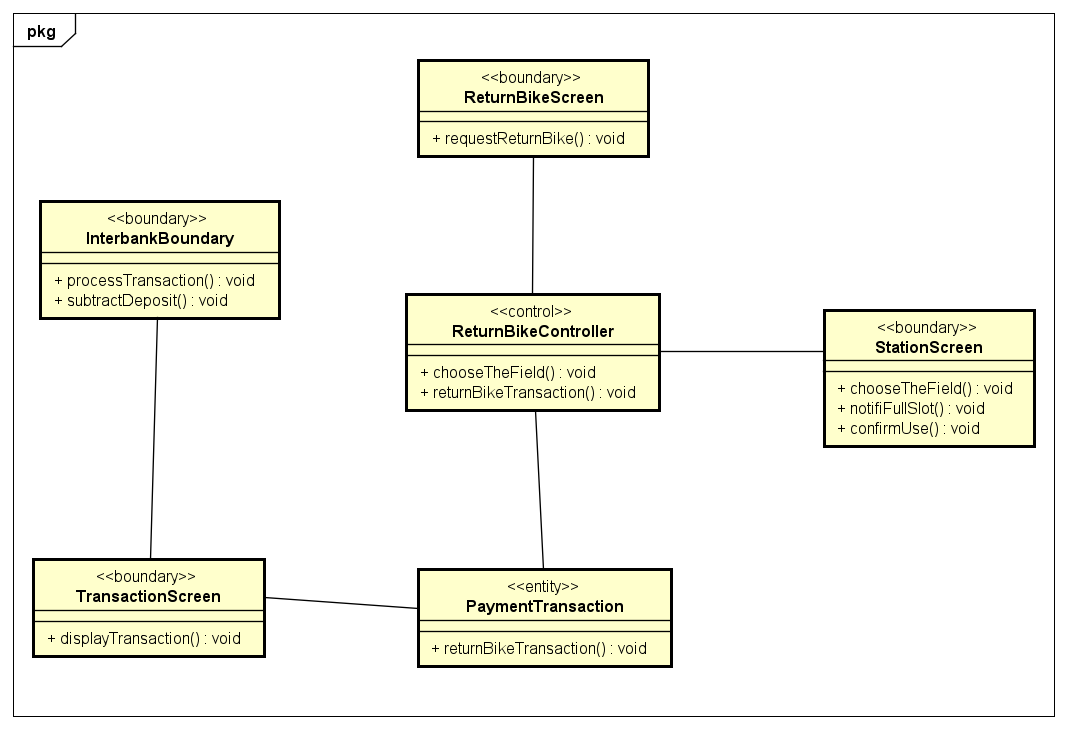 pkg
<<boundary>>
ReturnBikeScreen
+ requestReturnBike() : void
<<boundary>>
InterbankBoundary
+ processTransaction() : void
+ subtractDeposit() : void
<<control>>
ReturnBikeController
+ chooseTheField() : void
+ returnBikeTransaction() : void
<<boundary>>
StationScreen
+ chooseTheField() : void
+ notifiFullSlot() : void
+ confirmUse() : void
<<boundary>>
TransactionScreen
+ displayTransaction() : void
<<entity>>
PaymentTransaction
+ returnBikeTransaction() : void